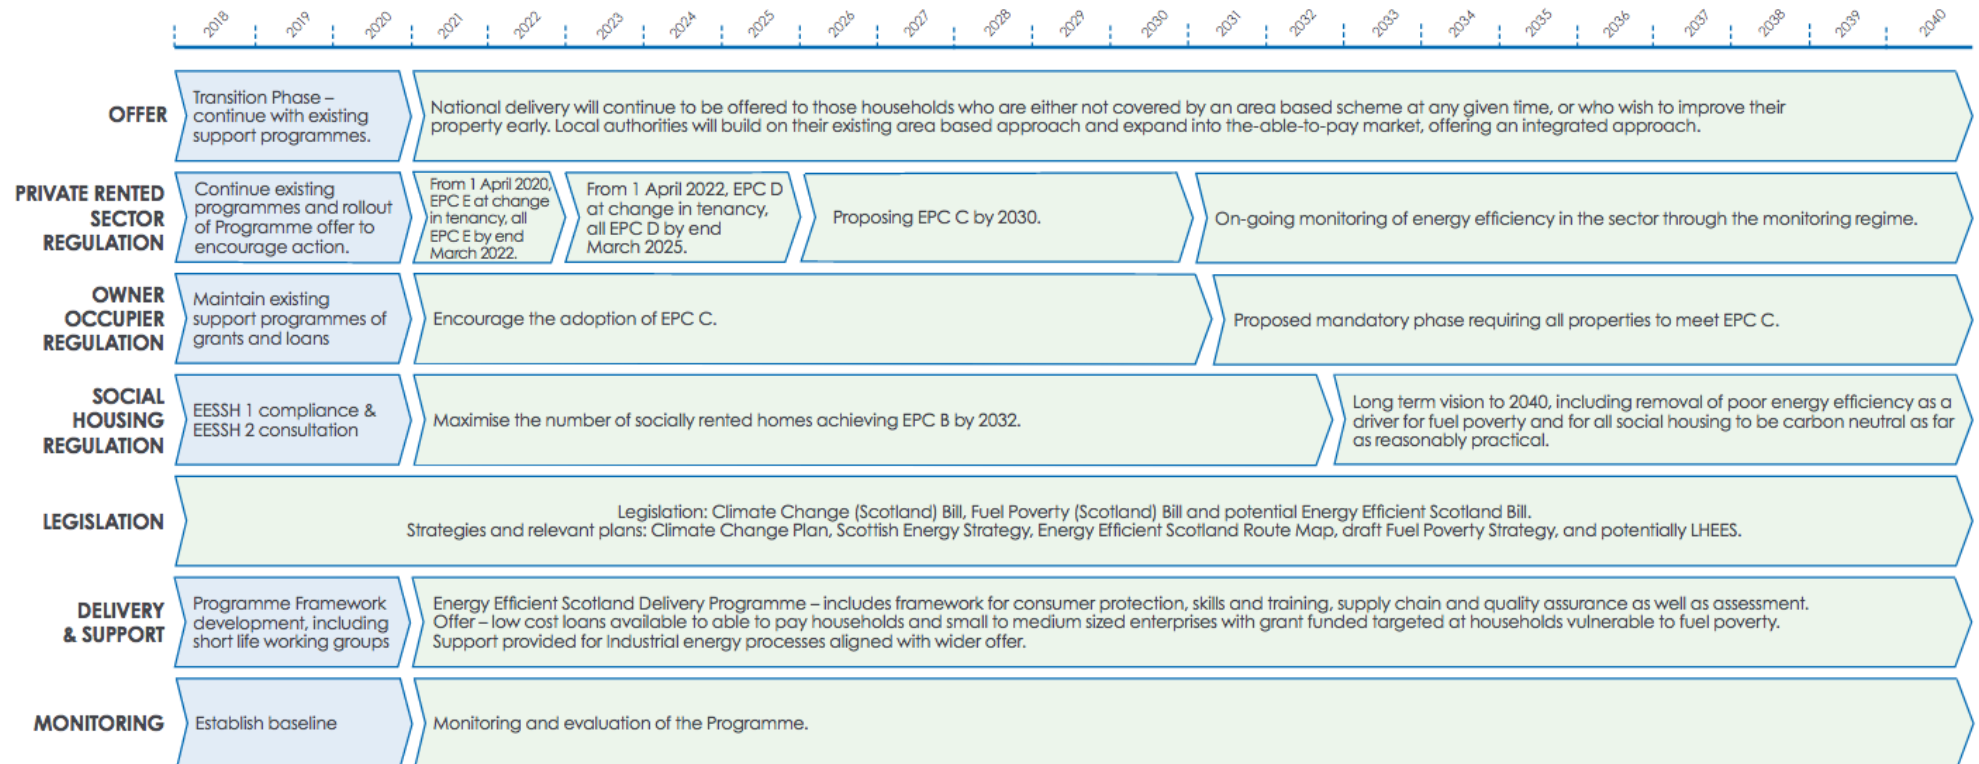 2018 2019 2020 2021 2022 2023 2024 2025 2026 2027 2028 2029 2030 2031 2032 2033 2034 2035 2036 2037 2038 2039 2040
OFFER
Transition Phase –
continue with existing
support programmes.
National delivery will continue to be offered to those households who are either not covered by an area based scheme at any given time, or who wish to improve their
property early. Local authorities will build on their existing area based approach and expand into the-able-to-pay market, offering an integrated approach.
PRIVATE RENTED
SECTOR
REGULATION
Continue existing
programmes and rollout
of Programme offer to
encourage action.
From 1 April 2020,
EPC E at change
in tenancy, all
EPC E by end
March 2022.
From 1 April 2022, EPC D
at change in tenancy,
all EPC D by end
March 2025.
Proposing EPC C by 2030.
On-going monitoring of energy efficiency in the sector through the monitoring regime.
OWNER
OCCUPIER
REGULATION
Maintain existing
support programmes of
grants and loans
Encourage the adoption of EPC C.
Proposed mandatory phase requiring all properties to meet EPC C.
SOCIAL
HOUSING
REGULATION
EESSH 1 compliance &
EESSH 2 consultation
Maximise the number of socially rented homes achieving EPC B by 2032.
Long term vision to 2040, including removal of poor energy efficiency as a
driver for fuel poverty and for all social housing to be carbon neutral as far
as reasonably practical.
LEGISLATION
Legislation: Climate Change (Scotland) Bill, Fuel Poverty (Scotland) Bill and potential Energy Efficient Scotland Bill.
Strategies and relevant plans: Climate Change Plan, Scottish Energy Strategy, Energy Efficient Scotland Route Map, draft Fuel Poverty Strategy, and potentially LHEES.
DELIVERY
& SUPPORT
Programme Framework
development, including
short life working groups
Energy Efficient Scotland Delivery Programme – includes framework for consumer protection, skills and training, supply chain and quality assurance as well as assessment.
Offer – low cost loans available to able to pay households and small to medium sized enterprises with grant funded targeted at households vulnerable to fuel poverty.
Support provided for Industrial energy processes aligned with wider offer.
MONITORING
Establish baseline
Monitoring and evaluation of the Programme.